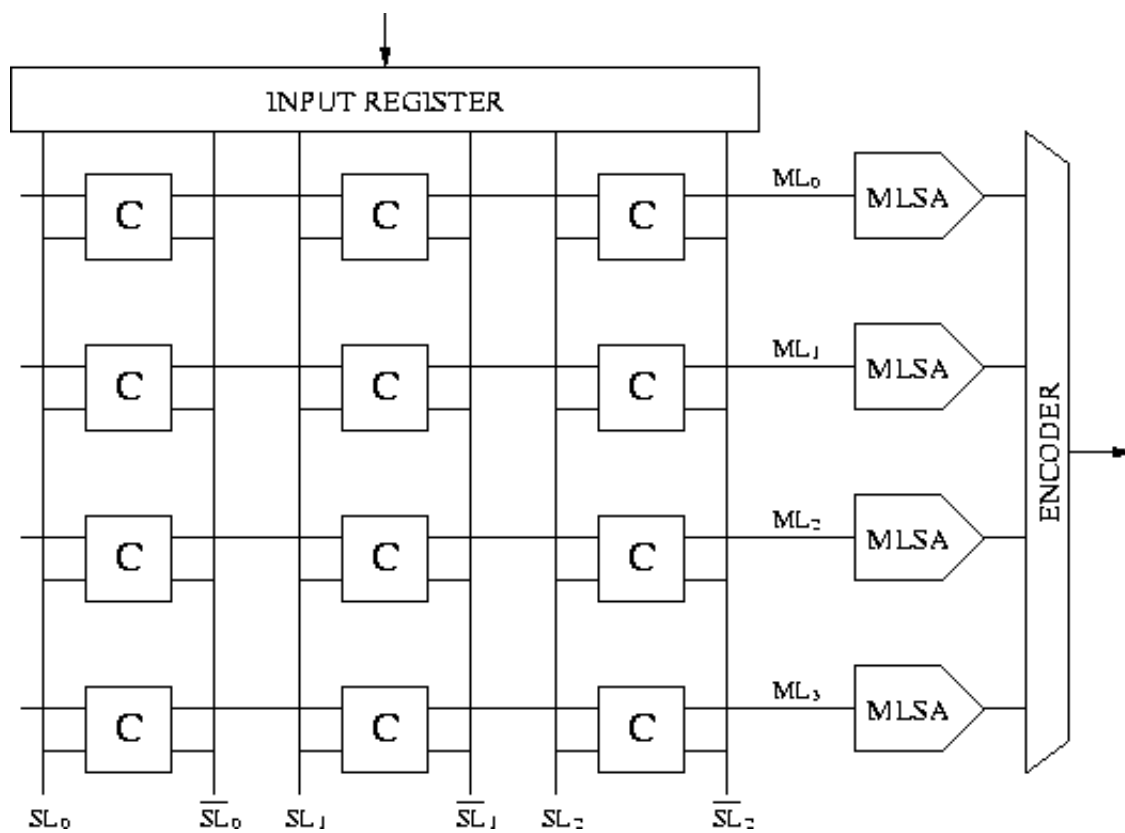 INPUT REGISTER
ML₀ MLSA
C C C
ML₁ MLSA
C C C
ENCODER
ML₂ MLSA
C C C
ML₃ MLSA
C C C
SL₀ S̅L̅₀ SL₁ S̅L̅₁ SL₂ S̅L̅₂